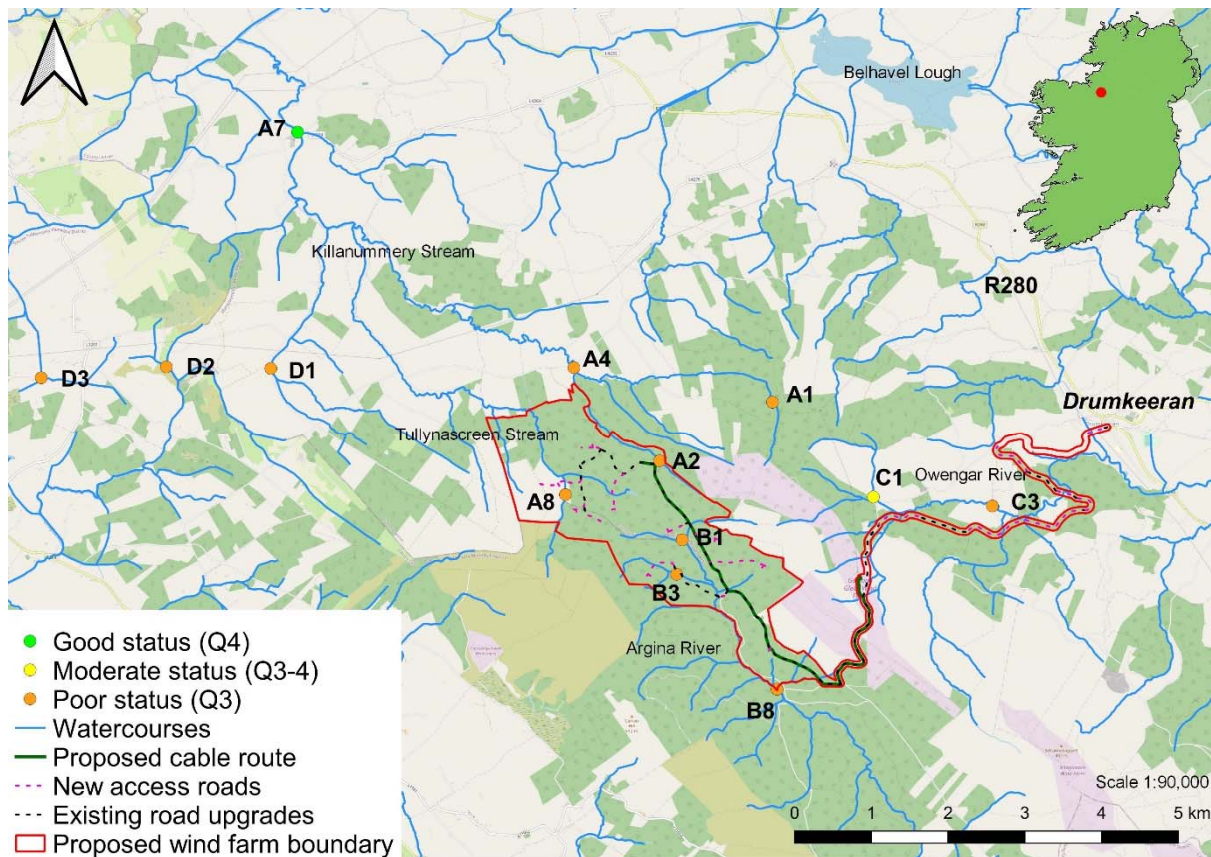 Belhavel Lough
A7
Killanummery Stream
R280
A4
D3
D2
D1
A1
Drumkeeran
Tullynascreen Stream
A2
Owengar River
C1
A8
C3
B1
B3
Argina River
B8
Good status (Q4)
Moderate status (Q3-4)
Poor status (Q3)
Watercourses
Proposed cable route
New access roads
Existing road upgrades
Proposed wind farm boundary
Scale 1:90,000
0 1 2 3 4 5 km